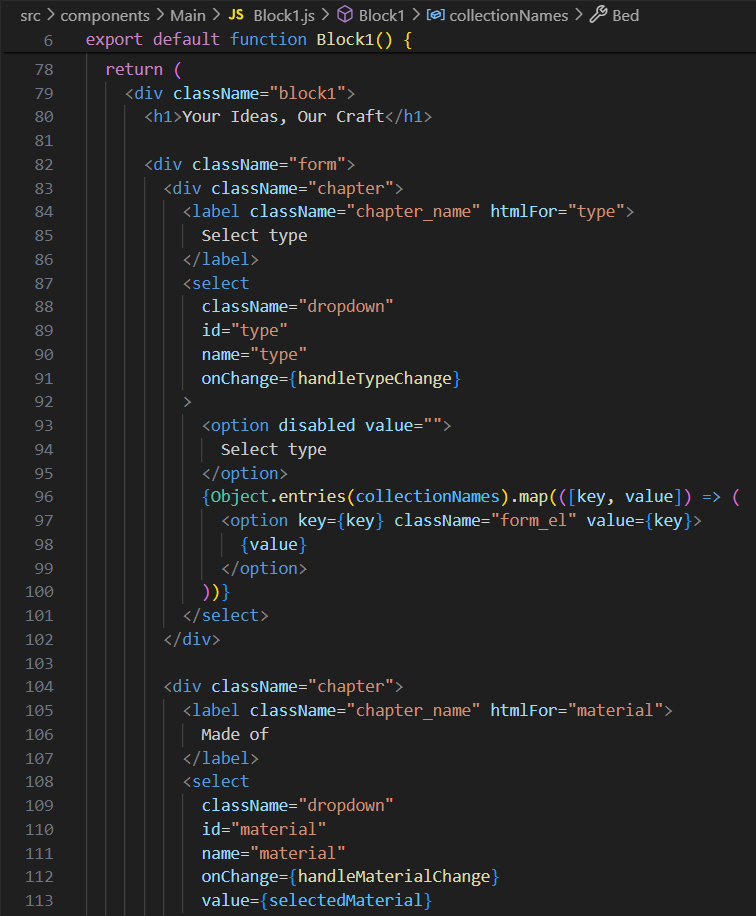 src > components > Main > JS Block1.js > Block1 > collectionNames > Bed
6 export default function Block1() {
78 return (
79 <div className="block1">
80 <h1>Your Ideas, Our Craft</h1>
81
82 <div className="form">
83 <div className="chapter">
84 <label className="chapter_name" htmlFor="type">
85 Select type
86 </label>
87 <select
88 className="dropdown"
89 id="type"
90 name="type"
91 onChange={handleTypeChange}
92 >
93 <option disabled value="">
94 Select type
95 </option>
96 {Object.entries(collectionNames).map(([key, value]) => (
97 <option key={key} className="form_el" value={key}>
98 {value}
99 </option>
100 ))}
101 </select>
102 </div>
103
104 <div className="chapter">
105 <label className="chapter_name" htmlFor="material">
106 Made of
107 </label>
108 <select
109 className="dropdown"
110 id="material"
111 name="material"
112 onChange={handleMaterialChange}
113 value={selectedMaterial}